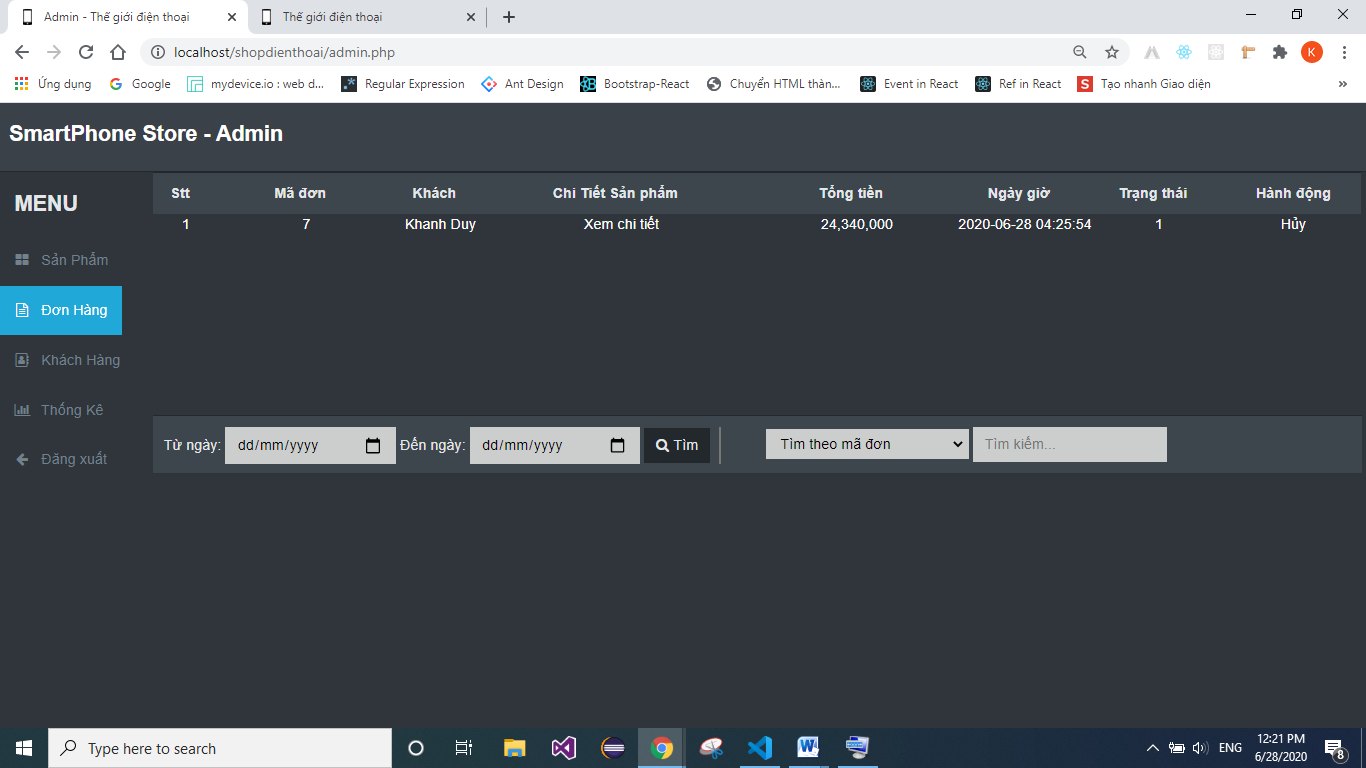 Admin - Thế giới điện thoại
Thế giới điện thoại
localhost/shopdienthoai/admin.php
K
Ứng dụng
Google
mydevice.io : web d...
Regular Expression
Ant Design
Bootstrap-React
Chuyển HTML thàn...
Event in React
Ref in React
S
Tạo nhanh Giao diện
»
SmartPhone Store - Admin
MENU
Sản Phẩm
Đơn Hàng
Khách Hàng
Thống Kê
Đăng xuất
Stt Mã đơn Khách Chi Tiết Sản phẩm Tổng tiền Ngày giờ Trạng thái Hành động
1 7 Khanh Duy Xem chi tiết 24,340,000 2020-06-28 04:25:54 1 Hủy
Từ ngày: dd/mm/yyyy Đến ngày: dd/mm/yyyy Tìm Tìm theo mã đơn Tìm kiếm...
Type here to search
ENG
12:21 PM
6/28/2020
8